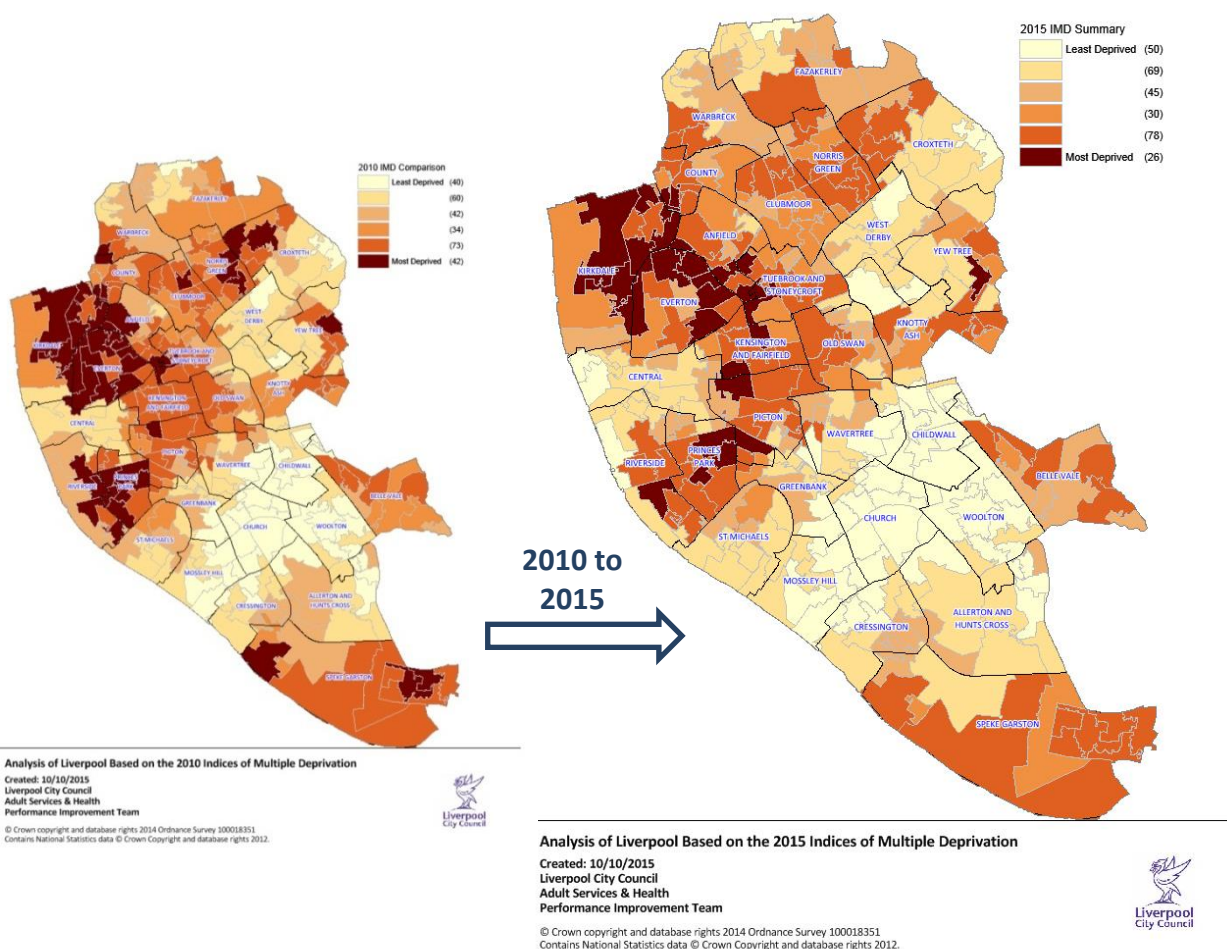 2010 IMD Comparison
Least Deprived (40)
(60)
(42)
(34)
(73)
Most Deprived (42)
FAZAKERLEY
WARBRECK
CROXTETH
NORRIS
GREEN
COUNTY
CLUBMOOR
WEST
DERBY
ANFIELD
YEW TREE
KIRKDALE
TUEBROOK AND
STONEYCROFT
EVERTON
KNOTTY
ASH
KENSINGTON
AND FAIRFIELD
OLD SWAN
CENTRAL
PICTON
WAVERTREE
CHILDWALL
RIVERSIDE
PRINCES
PARK
BELLE VALE
GREENBANK
CHURCH
WOOLTON
ST MICHAELS
MOSSLEY HILL
ALLERTON AND
HUNTS CROSS
CRESSINGTON
SPEKE GARSTON
Analysis of Liverpool Based on the 2010 Indices of Multiple Deprivation
Created: 10/10/2015
Liverpool City Council
Adult Services & Health
Performance Improvement Team
© Crown copyright and database rights 2014 Ordnance Survey 100018351
Contains National Statistics data © Crown Copyright and database rights 2012.
Liverpool
City Council
2010 to
2015
2015 IMD Summary
Least Deprived (50)
(69)
(45)
(30)
(78)
Most Deprived (26)
FAZAKERLEY
WARBRECK
CROXTETH
NORRIS
GREEN
COUNTY
CLUBMOOR
WEST
DERBY
ANFIELD
YEW TREE
KIRKDALE
TUEBROOK AND
STONEYCROFT
EVERTON
KNOTTY
ASH
KENSINGTON
AND FAIRFIELD
OLD SWAN
CENTRAL
PICTON
WAVERTREE
CHILDWALL
PRINCES
PARK
RIVERSIDE
BELLE VALE
GREENBANK
CHURCH
WOOLTON
ST MICHAELS
MOSSLEY HILL
ALLERTON AND
HUNTS CROSS
CRESSINGTON
SPEKE GARSTON
Analysis of Liverpool Based on the 2015 Indices of Multiple Deprivation
Created: 10/10/2015
Liverpool City Council
Adult Services & Health
Performance Improvement Team
© Crown copyright and database rights 2014 Ordnance Survey 100018351
Contains National Statistics data © Crown Copyright and database rights 2012.
Liverpool
City Council